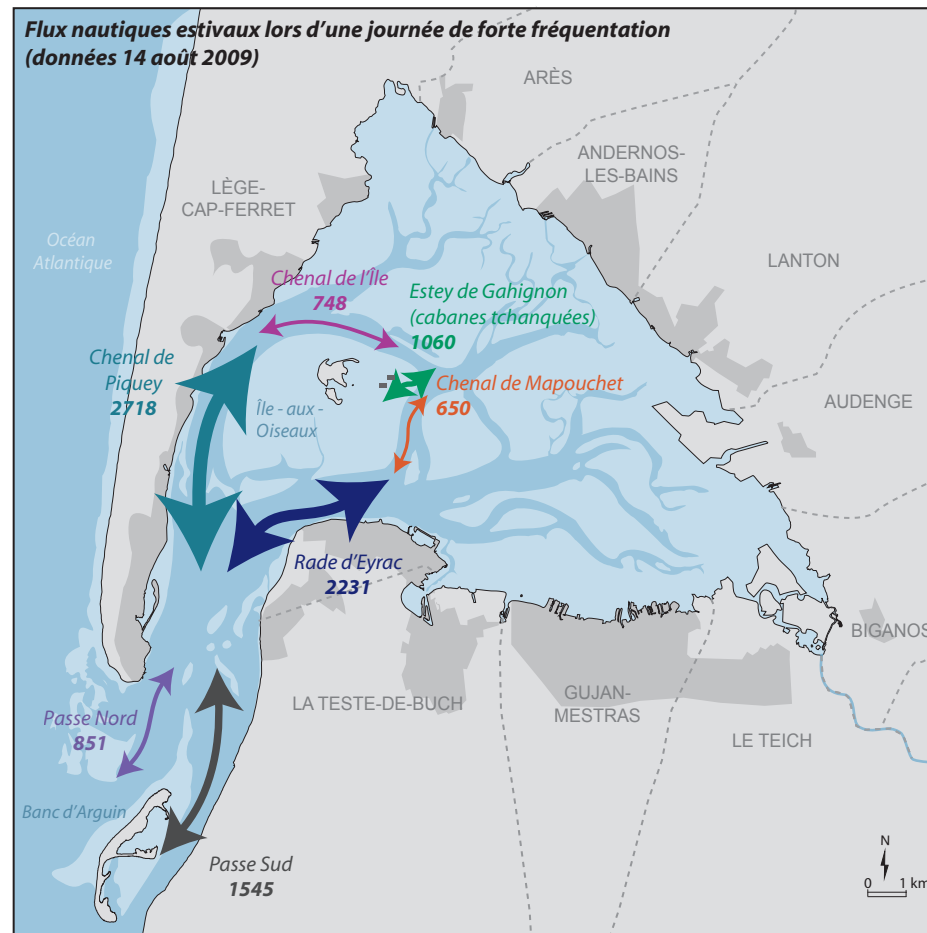 Flux nautiques estivaux lors d'une journée de forte fréquentation
(données 14 août 2009)
ARÈS
ANDERNOS-
LES-BAINS
LÈGE-
CAP-FERRET
Océan
Atlantique
LANTON
Chenal de l'Île
748
Estey de Gahignon
(cabanes tchanquées)
1060
Chenal de
Piquey
2718
Chenal de Mapouchet
650
Île - aux -
Oiseaux
AUDENGE
Rade d'Eyrac
2231
BIGANOS
LA TESTE-DE-BUCH
GUJAN-
MESTRAS
LE TEICH
Passe Nord
851
Banc d'Arguin
Passe Sud
1545
N
0 1 km